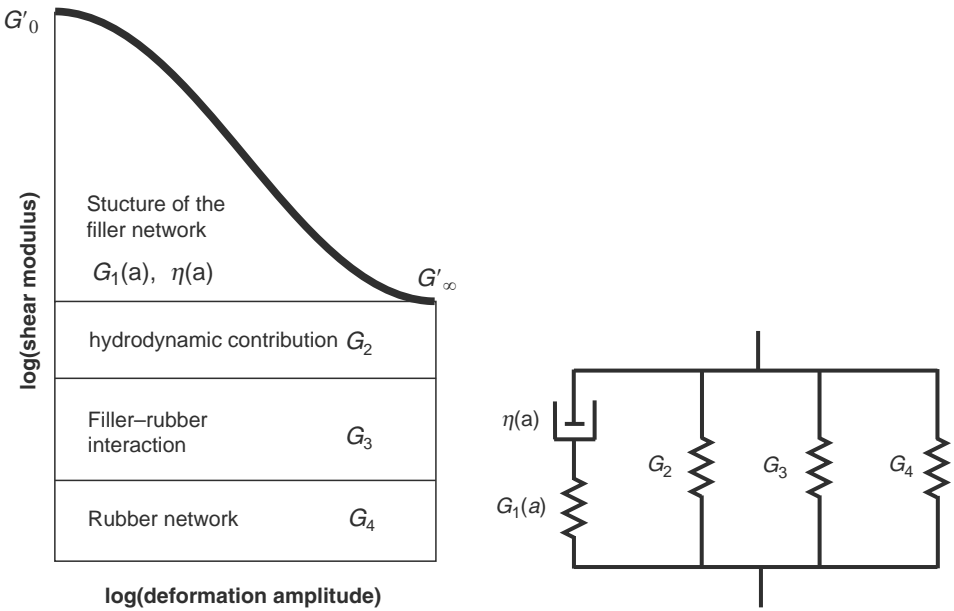 G′0
log(shear modulus)
Stucture of the
filler network
G1(a), η(a)
G′∞
hydrodynamic contribution G2
Filler–rubber
interaction
G3
Rubber network G4
log(deformation amplitude)
η(a)
G1(a)
G2
G3
G4